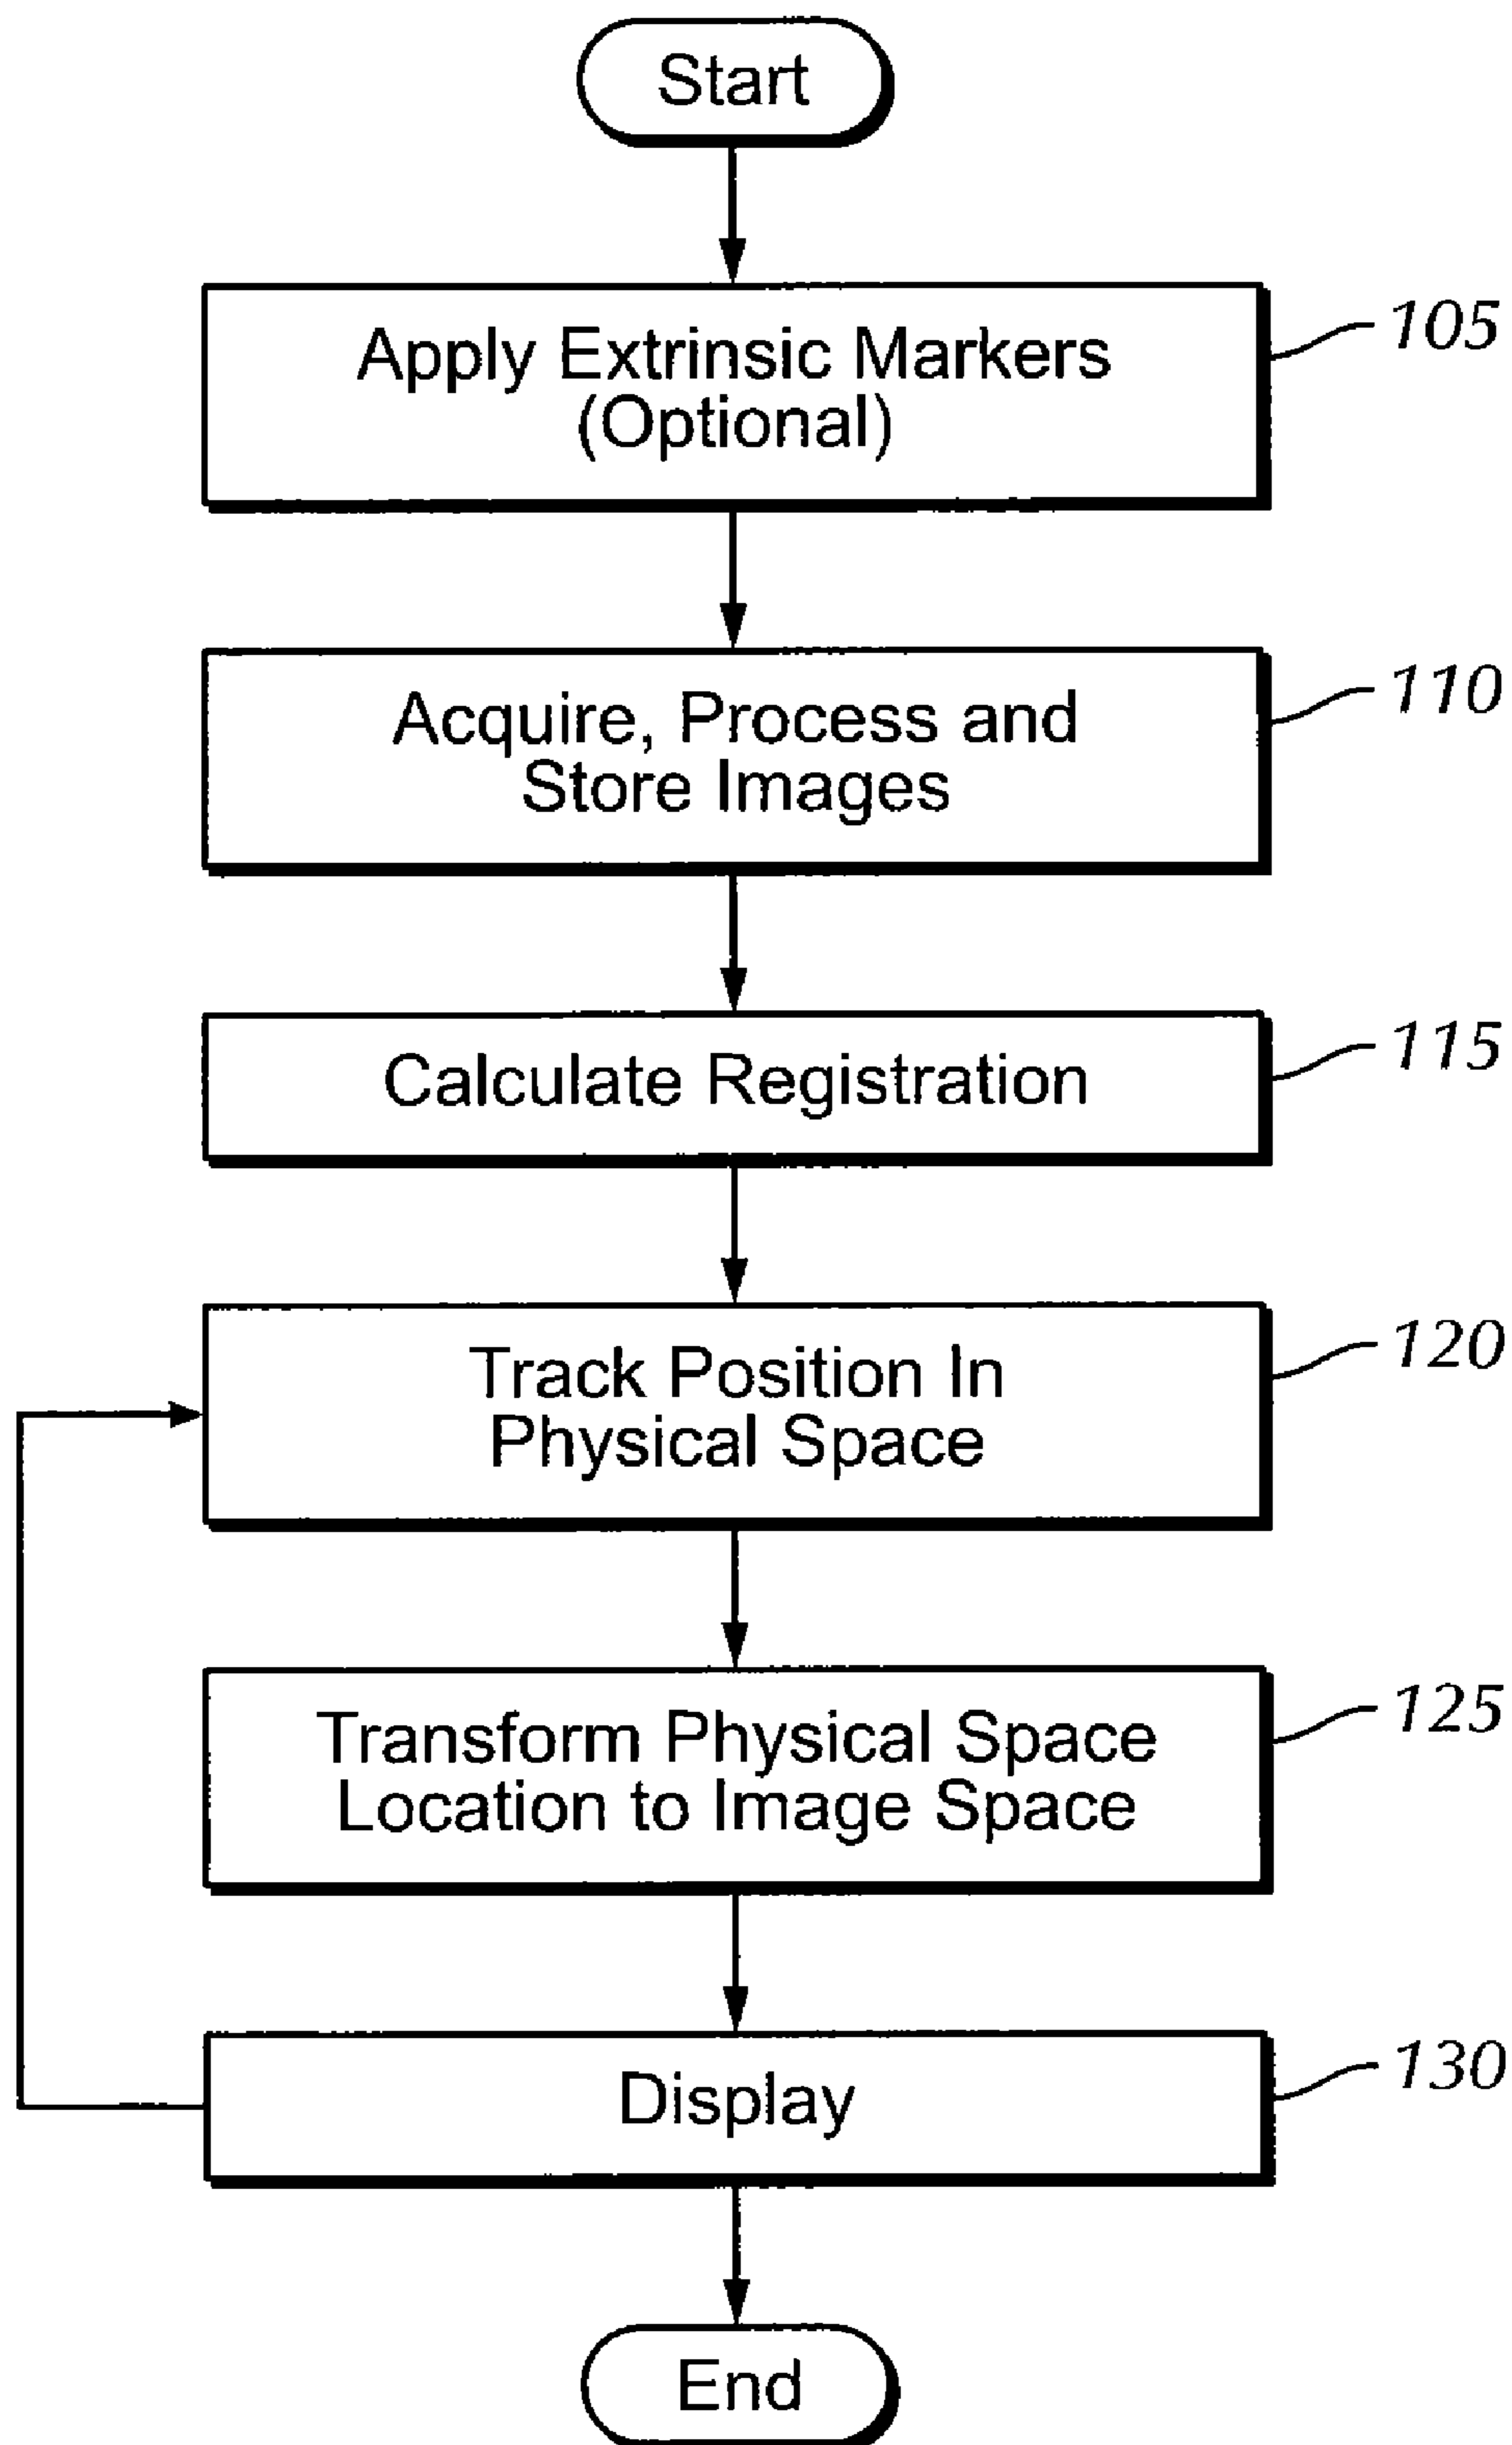 Start
Apply Extrinsic Markers
(Optional)
105
Acquire, Process and
Store Images
110
Calculate Registration
115
Track Position In
Physical Space
120
Transform Physical Space
Location to Image Space
125
Display
130
End